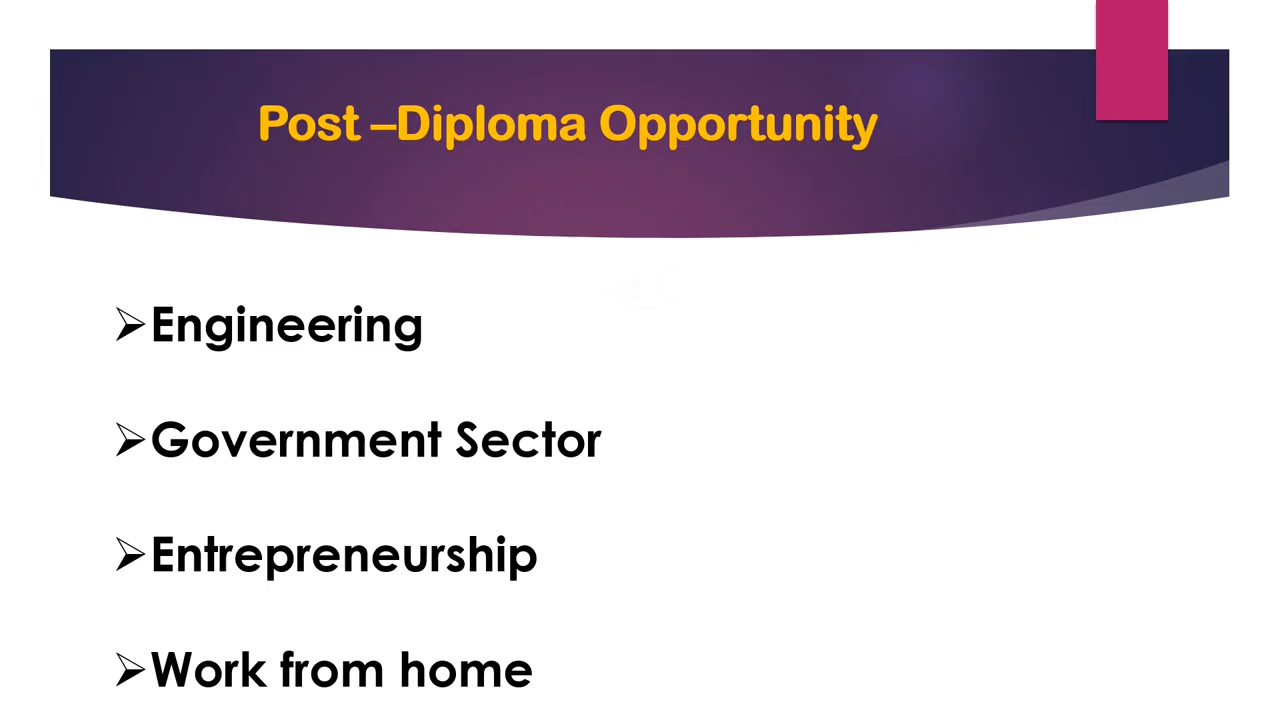 Post –Diploma Opportunity
➢Engineering
➢Government Sector
➢Entrepreneurship
➢Work from home